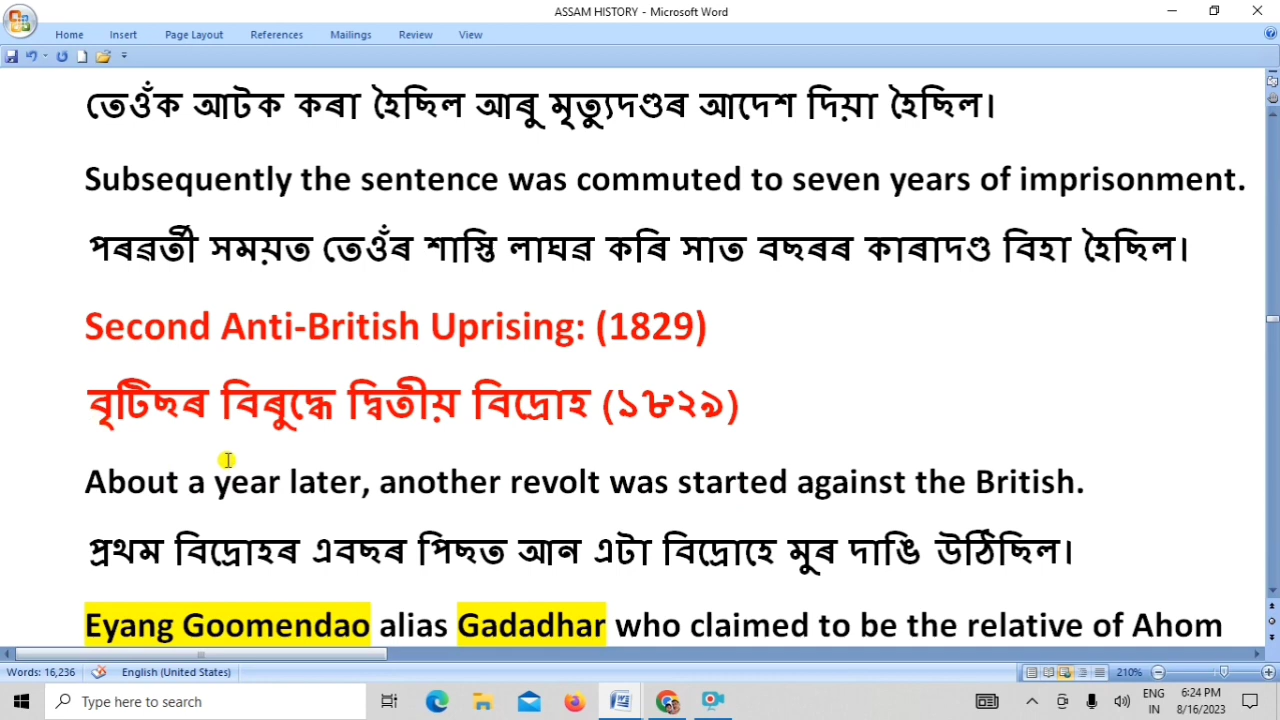 ASSAM HISTORY - Microsoft Word
Home Insert Page Layout References Mailings Review View
তেওঁক আটক কৰা হৈছিল আৰু মৃত্যুদণ্ডৰ আদেশ দিয়া হৈছিল।
Subsequently the sentence was commuted to seven years of imprisonment.
পৰৱৰ্তী সময়ত তেওঁৰ শাস্তি লাঘৱ কৰি সাত বছৰৰ কাৰাদণ্ড বিহা হৈছিল।
Second Anti-British Uprising: (1829)
বৃটিছৰ বিৰুদ্ধে দ্বিতীয় বিদ্ৰোহ (১৮২৯)
About a year later, another revolt was started against the British.
প্ৰথম বিদ্ৰোহৰ এবছৰ পিছত আন এটা বিদ্ৰোহে মুৰ দাঙি উঠিছিল।
Eyang Goomendao alias Gadadhar who claimed to be the relative of Ahom
Words: 16,236 English (United States) 210%
Type here to search
ENG 6:24 PM
IN 8/16/2023